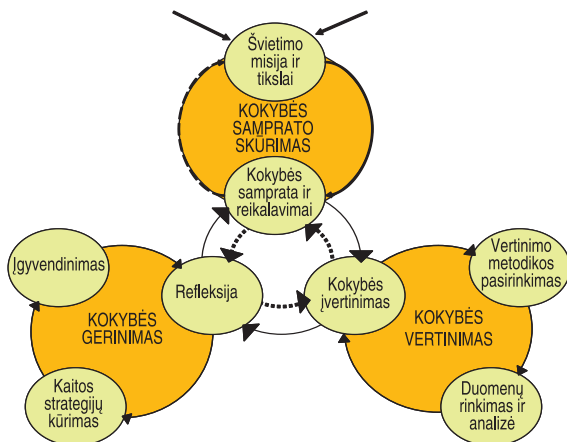 Švietimo
misija ir
tikslai
KOKYBĖS
SAMPRATO
SKŪRIMAS
Kokybės
samprata ir
reikalavimai
Įgyvendinimas
Refleksija
Kokybės
įvertinimas
Vertinimo
metodikos
pasirinkimas
KOKYBĖS
GERINIMAS
KOKYBĖS
VERTINIMAS
Kaitos
strategijų
kūrimas
Duomenų
rinkimas ir
analizė